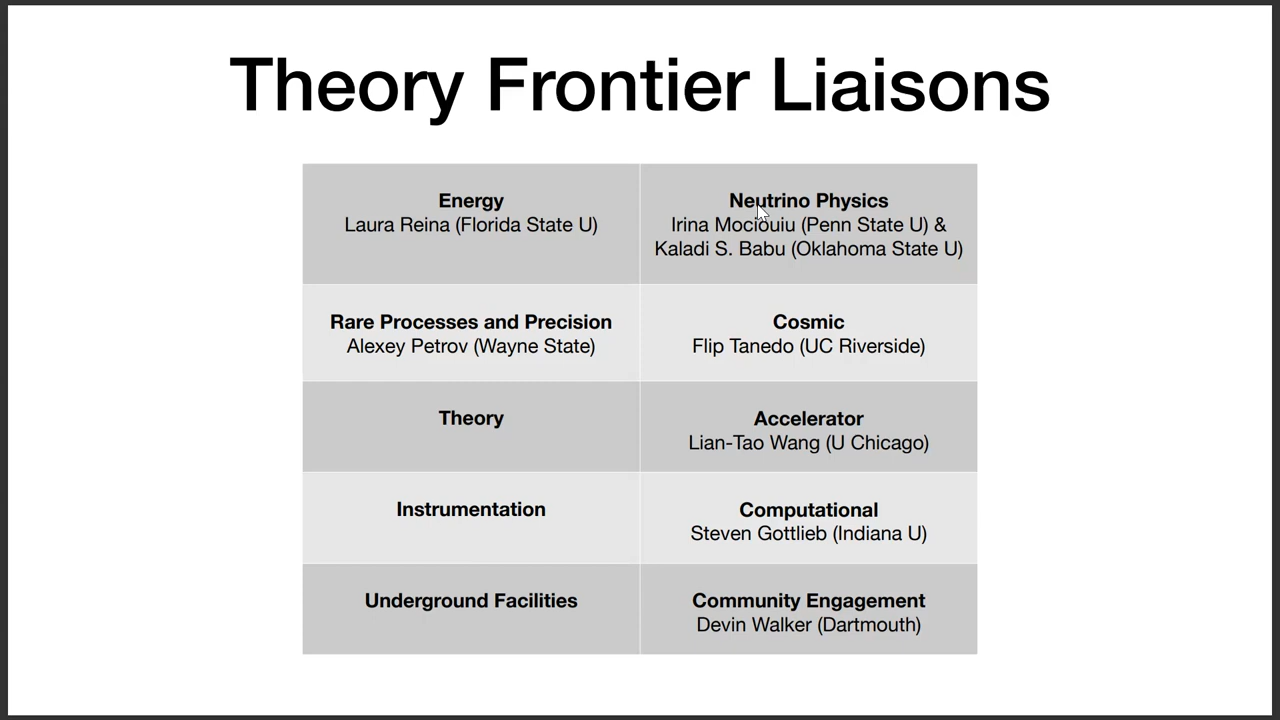 Theory Frontier Liaisons
Energy
Laura Reina (Florida State U)
Neutrino Physics
Irina Mociouiu (Penn State U) &
Kaladi S. Babu (Oklahoma State U)
Rare Processes and Precision
Alexey Petrov (Wayne State)
Cosmic
Flip Tanedo (UC Riverside)
Theory
Accelerator
Lian-Tao Wang (U Chicago)
Instrumentation
Computational
Steven Gottlieb (Indiana U)
Underground Facilities
Community Engagement
Devin Walker (Dartmouth)